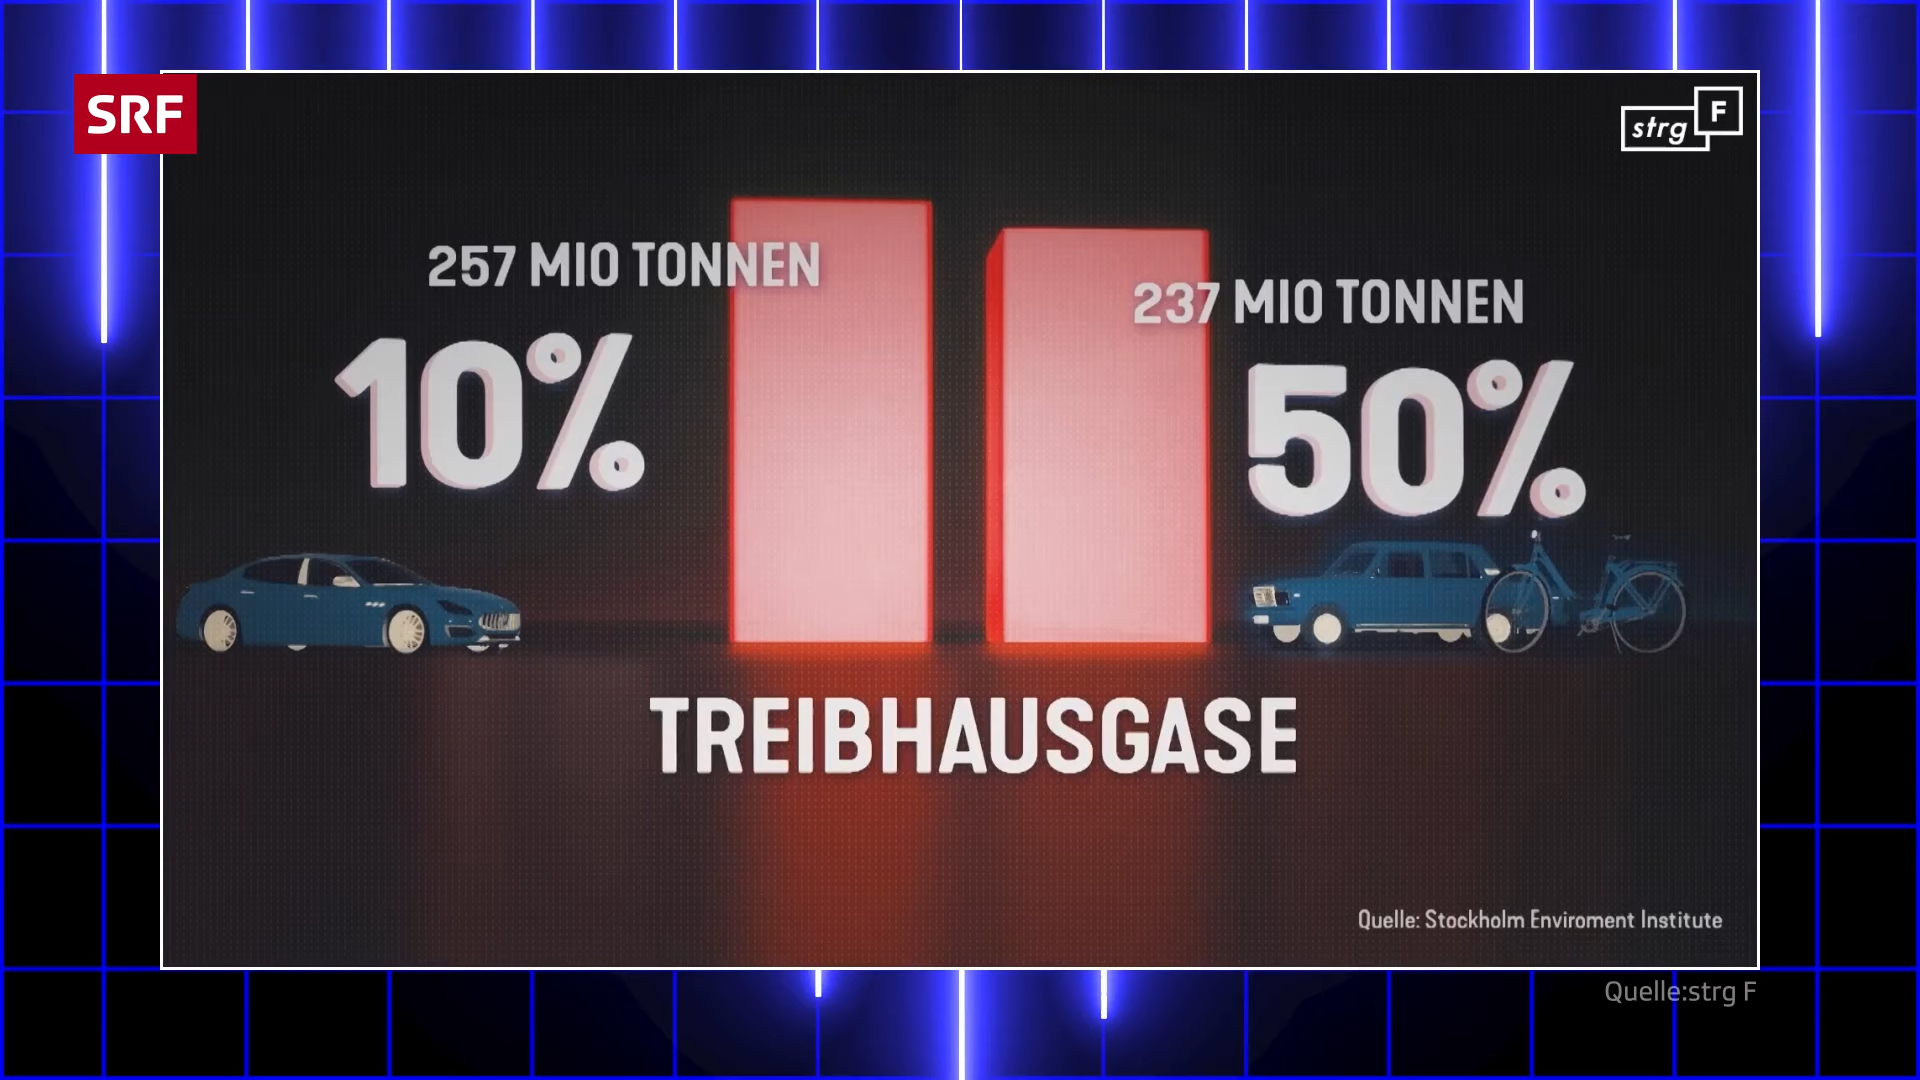 SRF
strg F
257 MIO TONNEN
237 MIO TONNEN
10%
50%
TREIBHAUSGASE
Quelle: Stockholm Enviroment Institute
Quelle:strg F